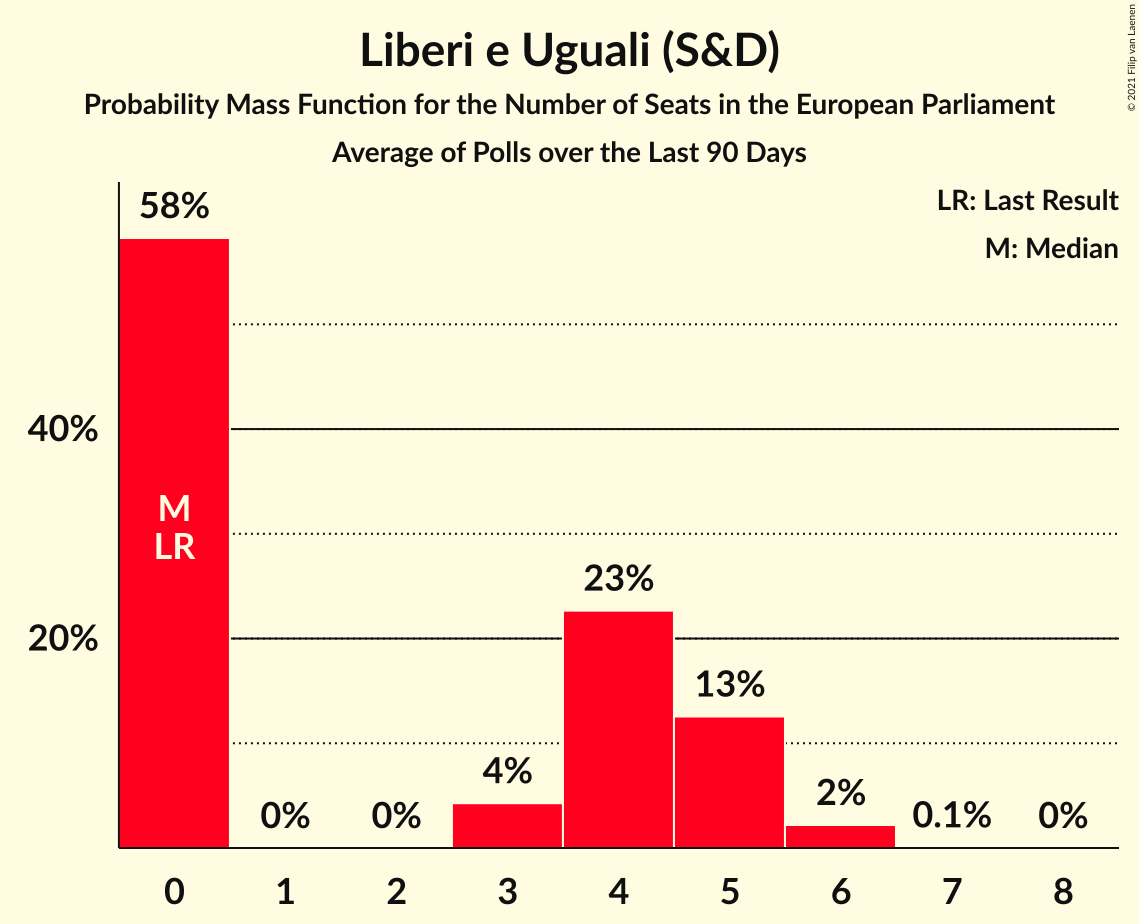 Liberi e Uguali (S&D)
Probability Mass Function for the Number of Seats in the European Parliament
Average of Polls over the Last 90 Days
© 2021 Filip van Laenen
LR: Last Result
M: Median
58%
40%
20%
M
LR
0%
0%
4%
23%
13%
2%
0.1%
0%
0 1 2 3 4 5 6 7 8